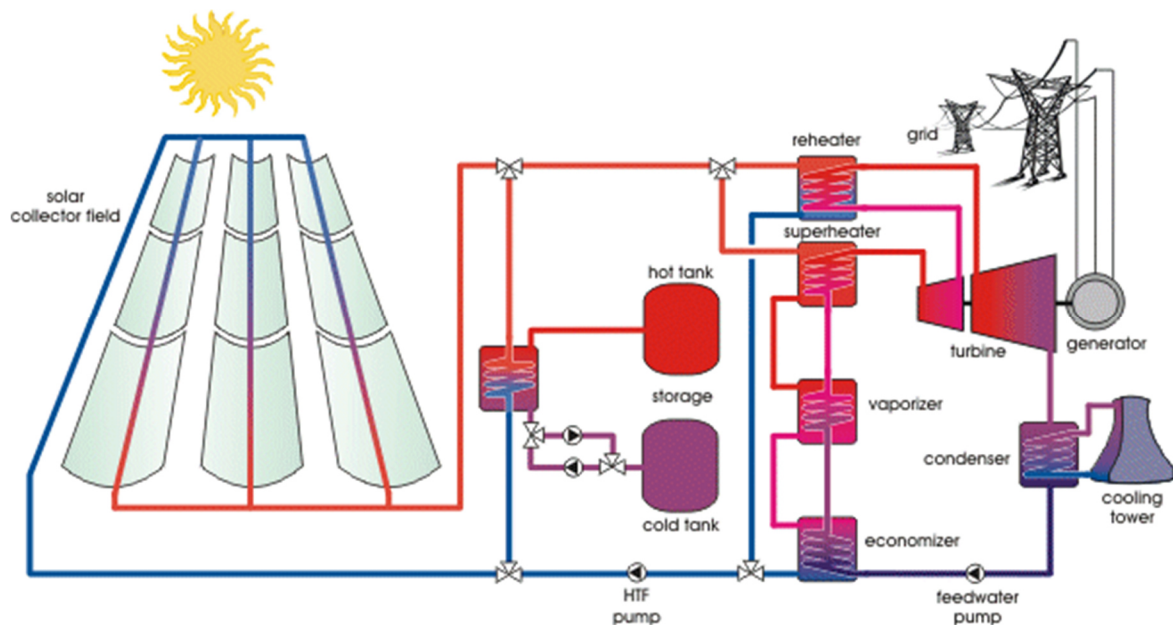 grid
reheater
solar
collector field
superheater
hot tank
turbine
generator
storage
vaporizer
condenser
cooling
tower
cold tank
economizer
HTF
pump
feedwater
pump